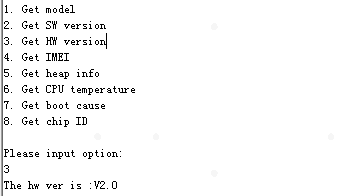 1. Get model
2. Get SW version
3. Get HW version
4. Get IMEI
5. Get heap info
6. Get CPU temperature
7. Get boot cause
8. Get chip ID
Please input option:
3
The hw ver is :V2.0